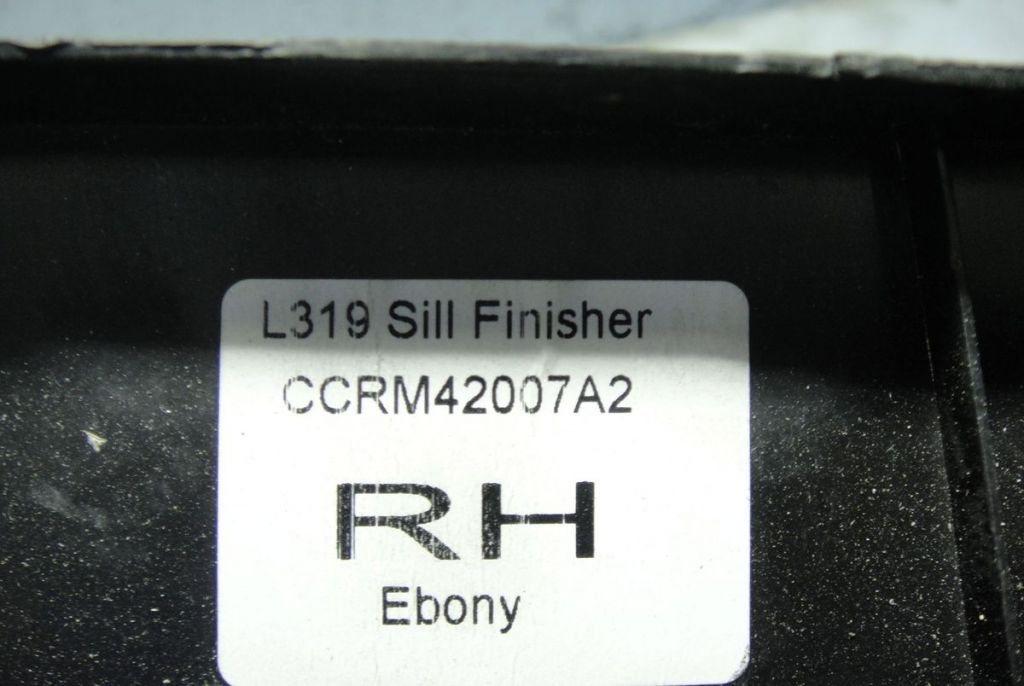 L319 Sill Finisher
CCRM42007A2
RH
Ebony